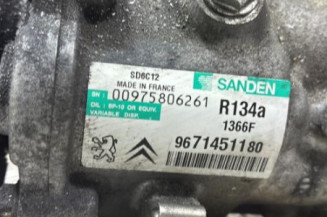 SD6C12
MADE IN FRANCE
SANDEN
SN : 00975806261
R134a
OIL : SP-10 OR EQUIV.
VARIABLE DISP.
1366F
9671451180